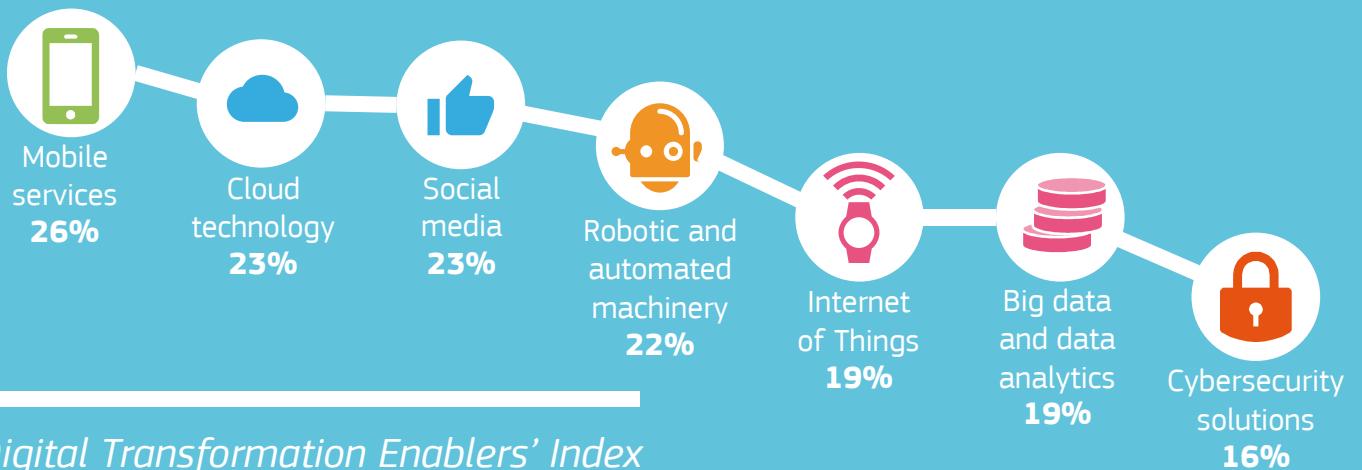 Mobile
services
26%
Cloud
technology
23%
Social
media
23%
Robotic and
automated
machinery
22%
Internet
of Things
19%
Big data
and data
analytics
19%
Cybersecurity
solutions
16%
Digital Transformation Enablers’ Index